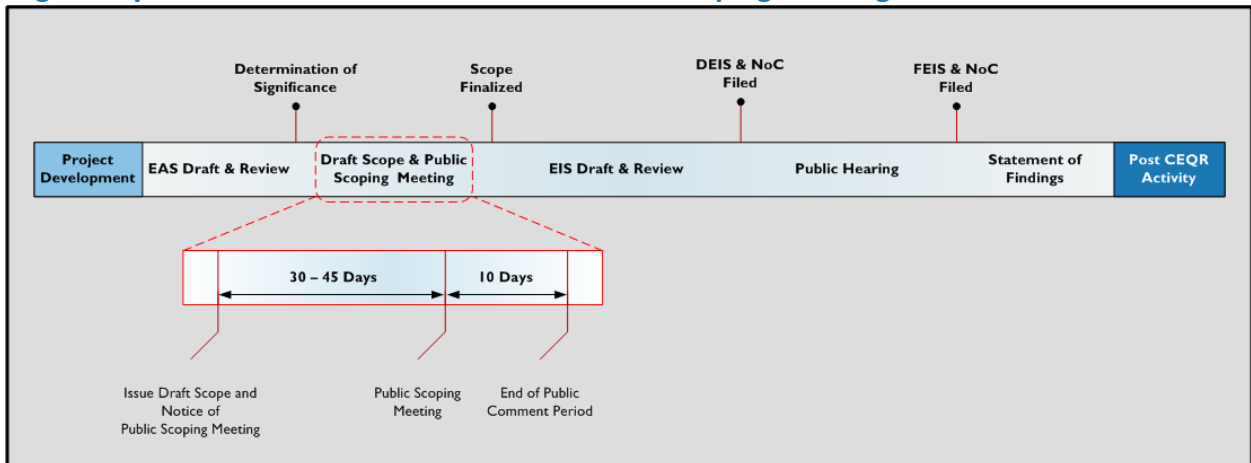 Determination of
Significance
Scope
Finalized
DEIS & NoC
Filed
FEIS & NoC
Filed
Project
Development
EAS Draft & Review
Draft Scope & Public
Scoping Meeting
EIS Draft & Review
Public Hearing
Statement of
Findings
Post CEQR
Activity
30 – 45 Days
10 Days
Issue Draft Scope and
Notice of
Public Scoping Meeting
Public Scoping
Meeting
End of Public
Comment Period